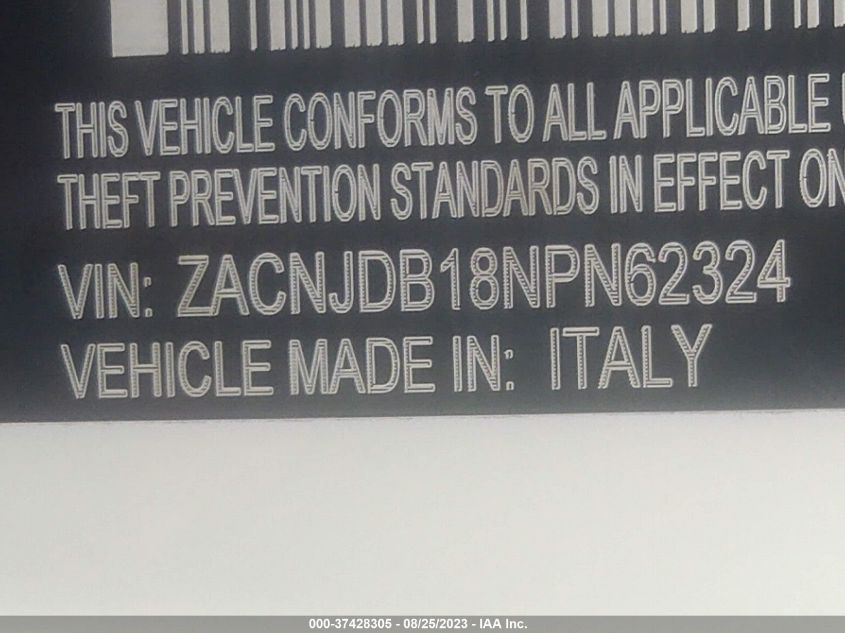 THIS VEHICLE CONFORMS TO ALL APPLICABLE
THEFT PREVENTION STANDARDS IN EFFECT ON
VIN: ZACNJDB18NPN62324
VEHICLE MADE IN: ITALY
000-37428305 - 08/25/2023 - IAA Inc.